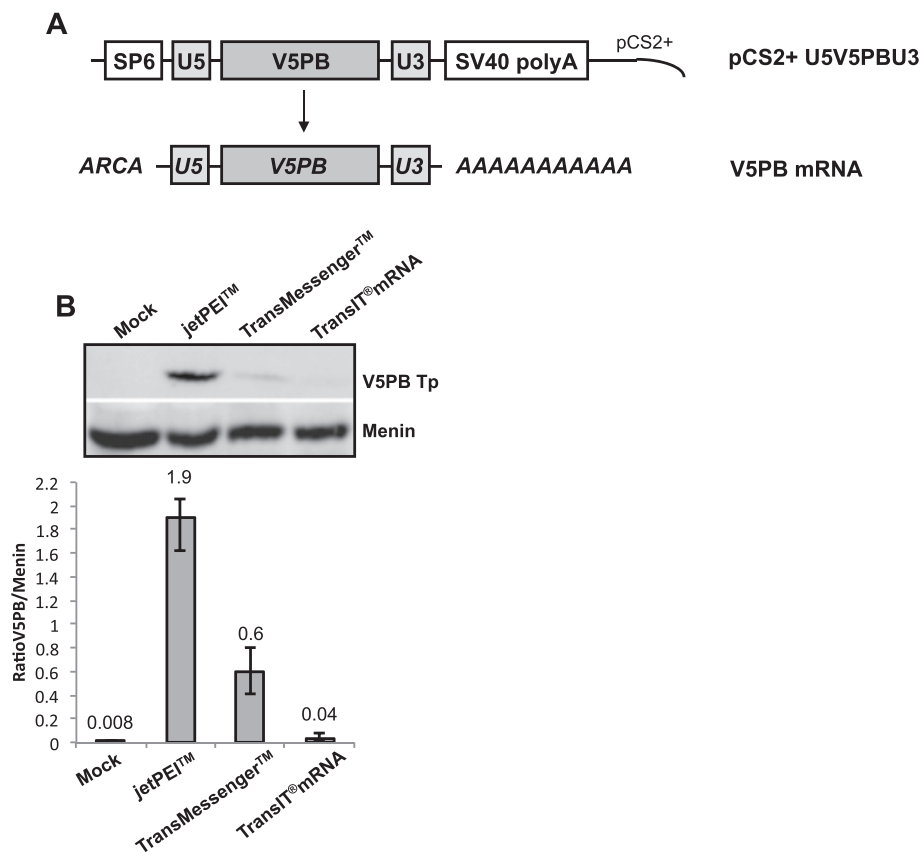 A
SP6 U5 V5PB U3 SV40 polyA pCS2+ pCS2+ U5V5PBU3
ARCA U5 V5PB U3 AAAAAAAAAAA V5PB mRNA
B
Mock jetPEI™ TransMessenger™ TransIT®mRNA
V5PB Tp
Menin
RatioV5PB/Menin
2.2
2
1.8
1.6
1.4
1.2
1
0.8
0.6
0.4
0.2
0
0.008 1.9 0.6 0.04
Mock jetPEI™ TransMessenger™ TransIT®mRNA